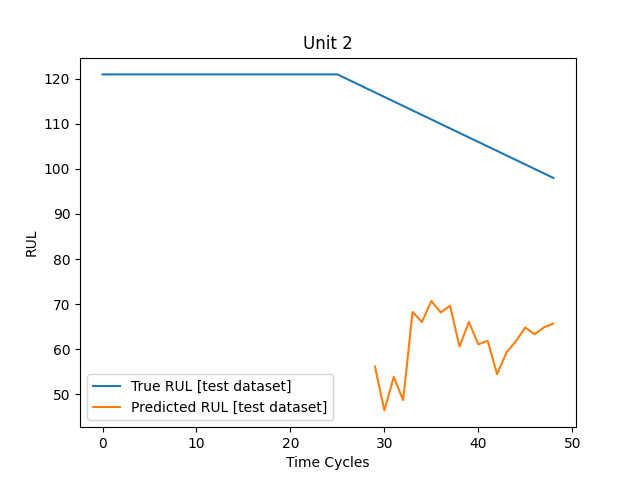 Unit 2
120
110
100
90
80
70
60
50
RUL
True RUL [test dataset]
Predicted RUL [test dataset]
0
10
20
30
40
50
Time Cycles